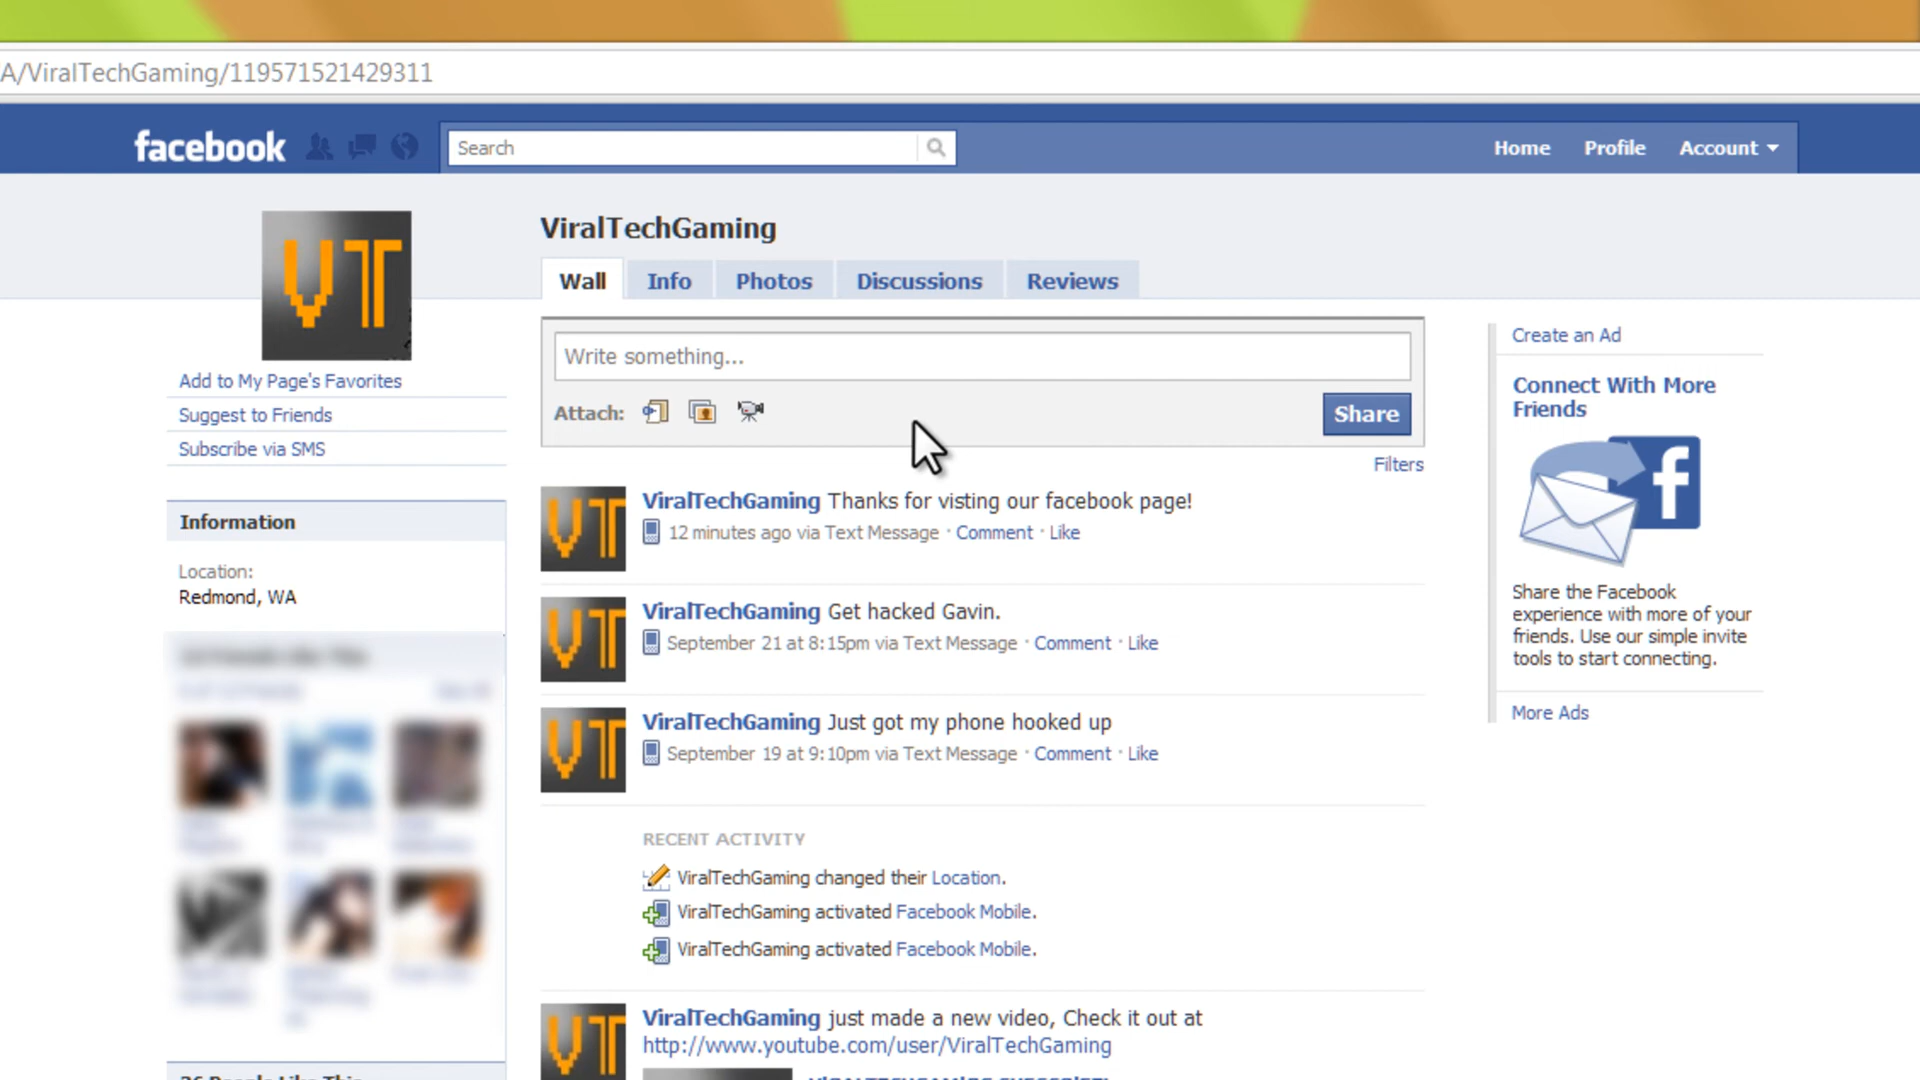 A/ViralTechGaming/119571521429311
facebook
Search
Home Profile Account
VT
ViralTechGaming
Wall Info Photos Discussions Reviews
Add to My Page's Favorites
Suggest to Friends
Subscribe via SMS
Write something...
Attach:
Share
Filters
Information
Location:
Redmond, WA
VT
ViralTechGaming Thanks for visting our facebook page!
12 minutes ago via Text Message · Comment · Like
VT
ViralTechGaming Get hacked Gavin.
September 21 at 8:15pm via Text Message · Comment · Like
VT
ViralTechGaming Just got my phone hooked up
September 19 at 9:10pm via Text Message · Comment · Like
RECENT ACTIVITY
ViralTechGaming changed their Location.
ViralTechGaming activated Facebook Mobile.
ViralTechGaming activated Facebook Mobile.
VT
ViralTechGaming just made a new video, Check it out at
http://www.youtube.com/user/ViralTechGaming
Create an Ad
Connect With More
Friends
f
Share the Facebook
experience with more of your
friends. Use our simple invite
tools to start connecting.
More Ads